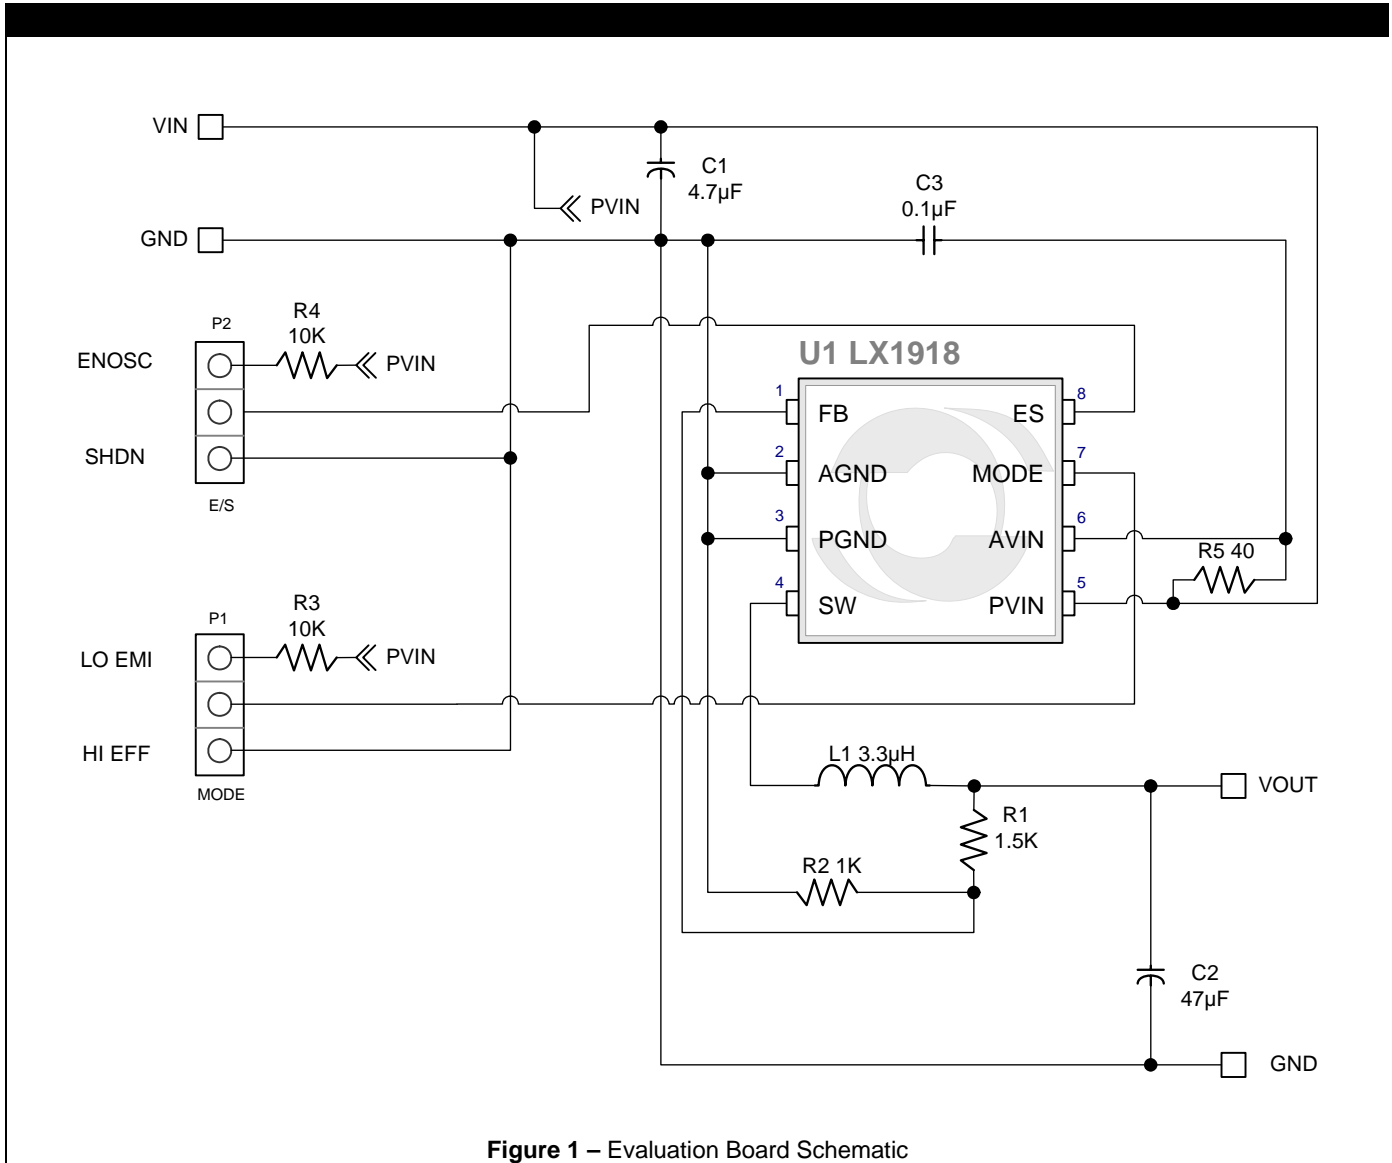 VIN
C1
4.7µF
C3
0.1µF
PVIN
GND
R4
10K
P2
ENOSC
PVIN
U1 LX1918
1
FB
ES
8
SHDN
2
AGND
MODE
7
E/S
3
PGND
AVIN
6
R5 40
4
SW
PVIN
5
R3
10K
P1
LO EMI
PVIN
HI EFF
MODE
L1 3.3µH
VOUT
R1
1.5K
R2 1K
C2
47µF
GND
Figure 1 – Evaluation Board Schematic